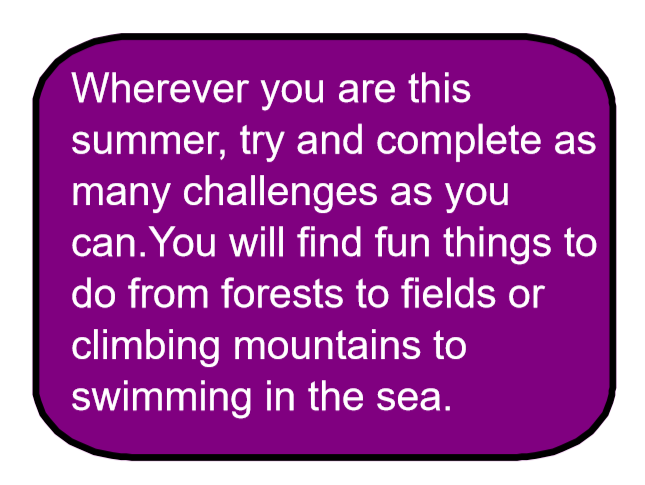 Wherever you are this
summer, try and complete as
many challenges as you
can.You will find fun things to
do from forests to fields or
climbing mountains to
swimming in the sea.